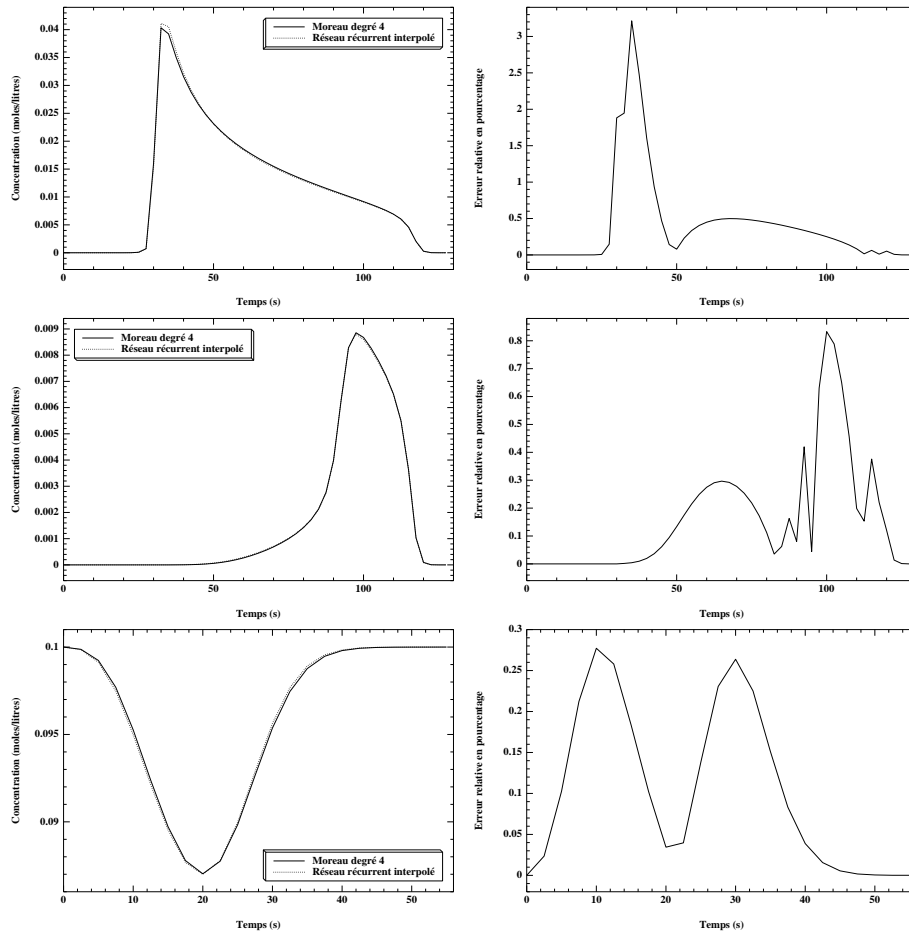 Concentration (moles/litres)
0.04
0.035
0.03
0.025
0.02
0.015
0.01
0.005
0
Moreau degré 4
Réseau récurrent interpolé
0 50 100
Temps (s)
Erreur relative en pourcentage
3
2.5
2
1.5
1
0.5
0
0 50 100
Temps (s)
Concentration (moles/litres)
0.009
0.008
0.007
0.006
0.005
0.004
0.003
0.002
0.001
0
Moreau degré 4
Réseau récurrent interpolé
0 50 100
Temps (s)
Erreur relative en pourcentage
0.8
0.7
0.6
0.5
0.4
0.3
0.2
0.1
0
0 50 100
Temps (s)
Concentration (moles/litres)
0.1
0.095
0.09
Moreau degré 4
Réseau récurrent interpolé
0 10 20 30 40 50
Temps (s)
Erreur relative en pourcentage
0.3
0.25
0.2
0.15
0.1
0.05
0
0 10 20 30 40 50
Temps (s)